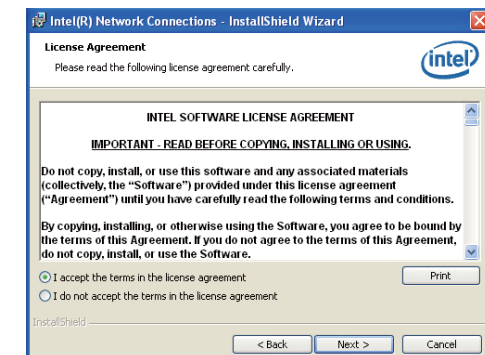 Intel(R) Network Connections - InstallShield Wizard
License Agreement
Please read the following license agreement carefully.
intel
INTEL SOFTWARE LICENSE AGREEMENT
IMPORTANT - READ BEFORE COPYING, INSTALLING OR USING.
Do not copy, install, or use this software and any associated materials
(collectively, the “Software”) provided under this license agreement
(“Agreement”) until you have carefully read the following terms and conditions.
By copying, installing, or otherwise using the Software, you agree to be bound by
the terms of this Agreement. If you do not agree to the terms of this Agreement,
do not copy, install, or use the Software.
I accept the terms in the license agreement
Print
I do not accept the terms in the license agreement
InstallShield
< Back
Next >
Cancel